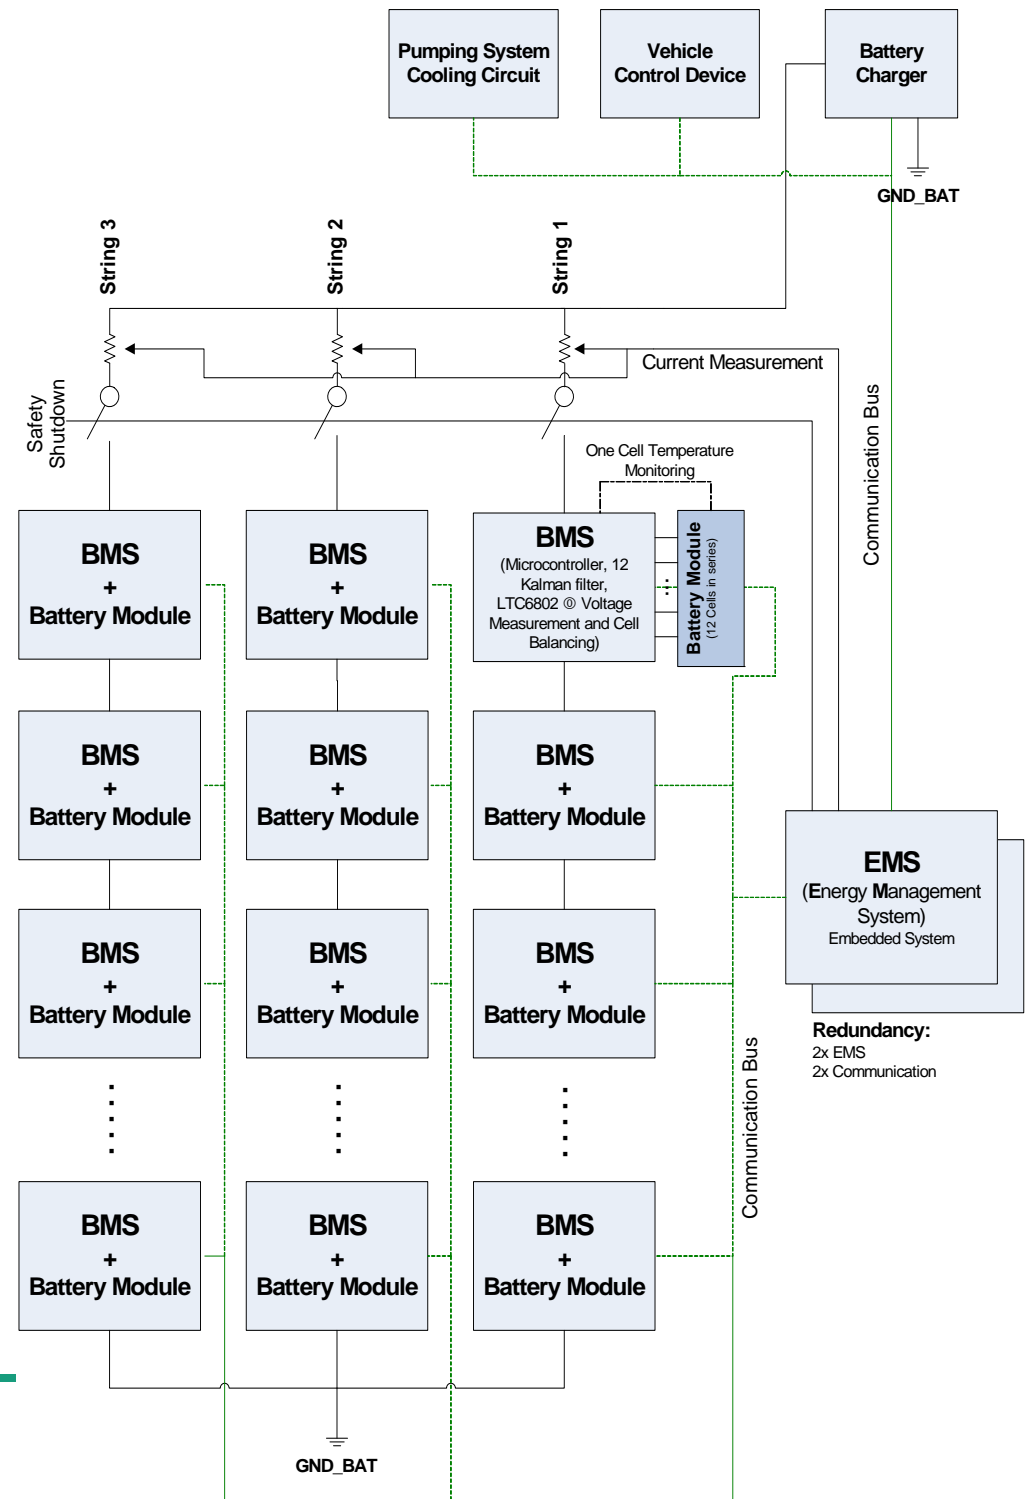 Pumping System
Cooling Circuit
Vehicle
Control Device
Battery
Charger
GND_BAT
String 3
String 2
String 1
Current Measurement
Safety
Shutdown
Communication Bus
One Cell Temperature
Monitoring
BMS
+
Battery Module
BMS
+
Battery Module
BMS
(Microcontroller, 12
Kalman filter,
LTC6802 ⓪ Voltage
Measurement and Cell
Balancing)
Battery Module
(12 Cells in series)
BMS
+
Battery Module
BMS
+
Battery Module
BMS
+
Battery Module
EMS
(Energy Management
System)
Embedded System
Redundancy:
2x EMS
2x Communication
BMS
+
Battery Module
BMS
+
Battery Module
BMS
+
Battery Module
Communication Bus
BMS
+
Battery Module
BMS
+
Battery Module
BMS
+
Battery Module
GND_BAT